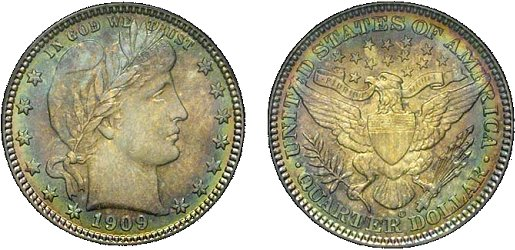 IN GOD WE TRUST
1909
UNITED STATES OF AMERICA
O
QUARTER DOLLAR